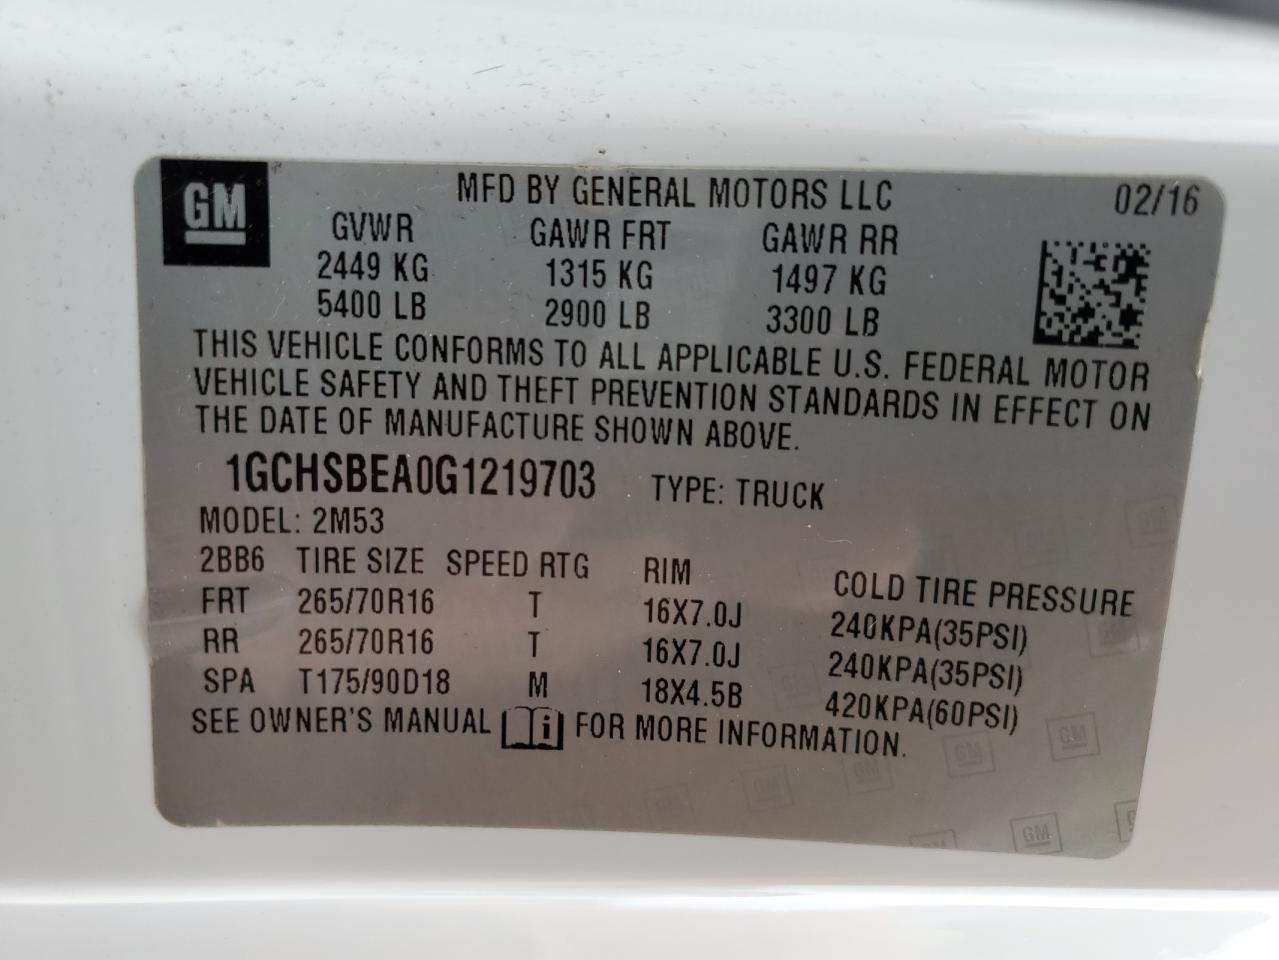 GM
MFD BY GENERAL MOTORS LLC 02/16
GVWR GAWR FRT GAWR RR
2449 KG 1315 KG 1497 KG
5400 LB 2900 LB 3300 LB
THIS VEHICLE CONFORMS TO ALL APPLICABLE U.S. FEDERAL MOTOR
VEHICLE SAFETY AND THEFT PREVENTION STANDARDS IN EFFECT ON
THE DATE OF MANUFACTURE SHOWN ABOVE.
1GCHSBEA0G1219703 TYPE: TRUCK
MODEL: 2M53
2BB6 TIRE SIZE SPEED RTG RIM COLD TIRE PRESSURE
FRT 265/70R16 T 16X7.0J 240KPA(35PSI)
RR 265/70R16 T 16X7.0J 240KPA(35PSI)
SPA T175/90D18 M 18X4.5B 420KPA(60PSI)
SEE OWNER'S MANUAL i FOR MORE INFORMATION.
GM
GM
GM
GM